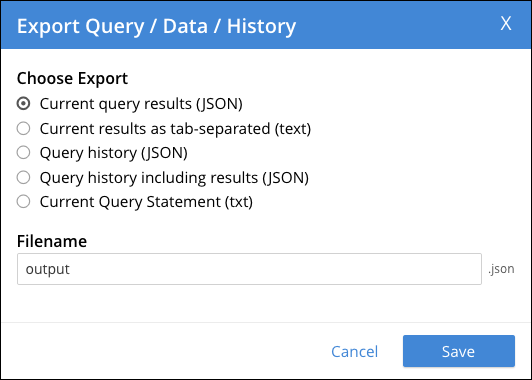 Export Query / Data / History
X
Choose Export
Current query results (JSON)
Current results as tab-separated (text)
Query history (JSON)
Query history including results (JSON)
Current Query Statement (txt)
Filename
output
.json
Cancel
Save